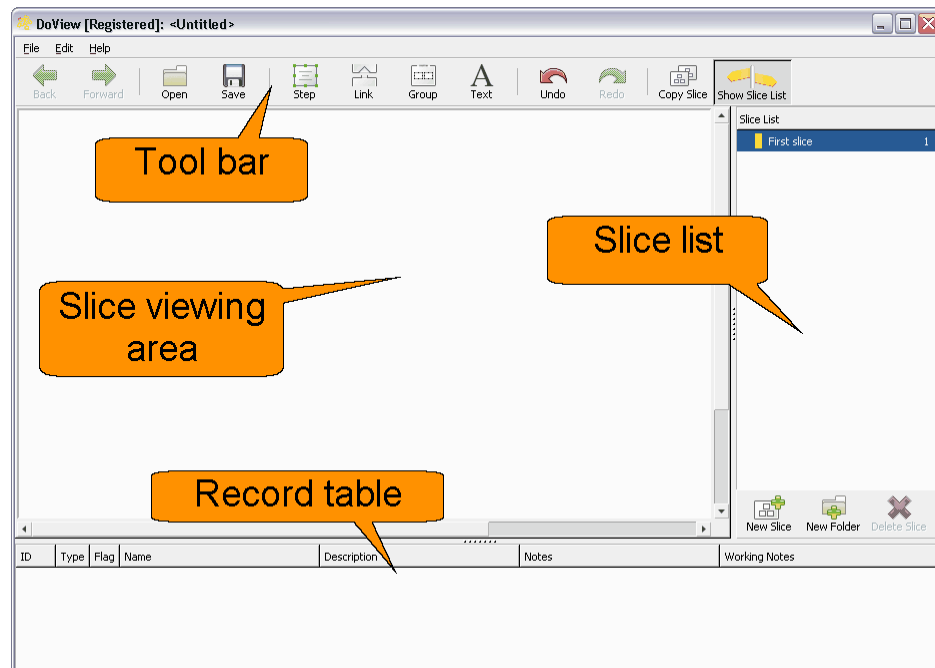 DoView [Registered]: <Untitled>
File Edit Help
Back Forward Open Save Step Link Group Text Undo Redo Copy Slice Show Slice List
Slice List
First slice 1
Tool bar
Slice list
Slice viewing
area
Record table
New Slice New Folder Delete Slice
ID Type Flag Name Description Notes Working Notes